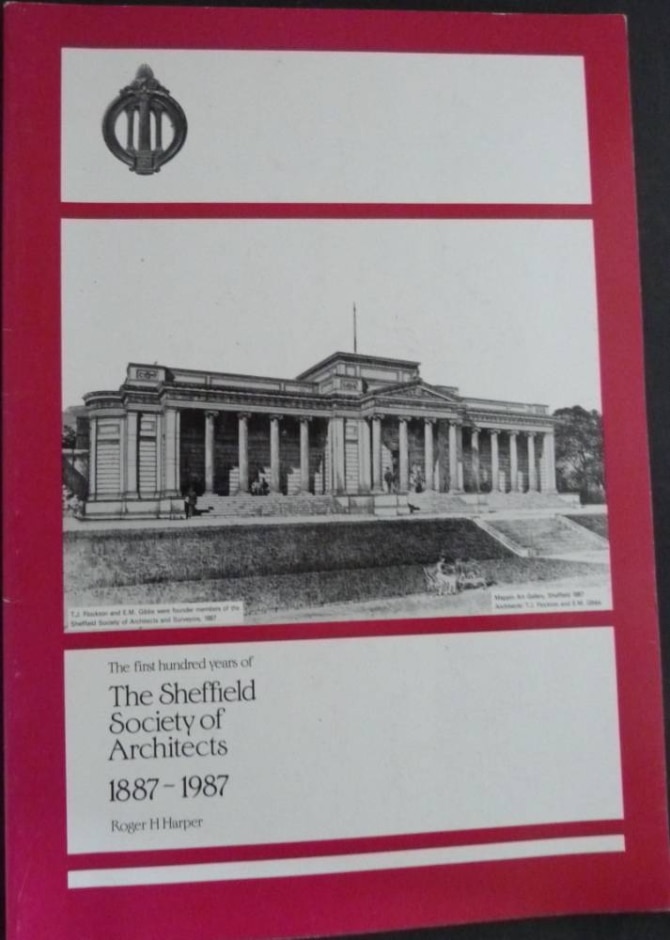 T.J. Flockton and E.M. Gibbs were founder members of the
Sheffield Society of Architects and Surveyors, 1887
Mappin Art Gallery, Sheffield 1887
Architects: T.J. Flockton and E.M. Gibbs
The first hundred years of
The Sheffield
Society of
Architects
1887-1987
Roger H Harper